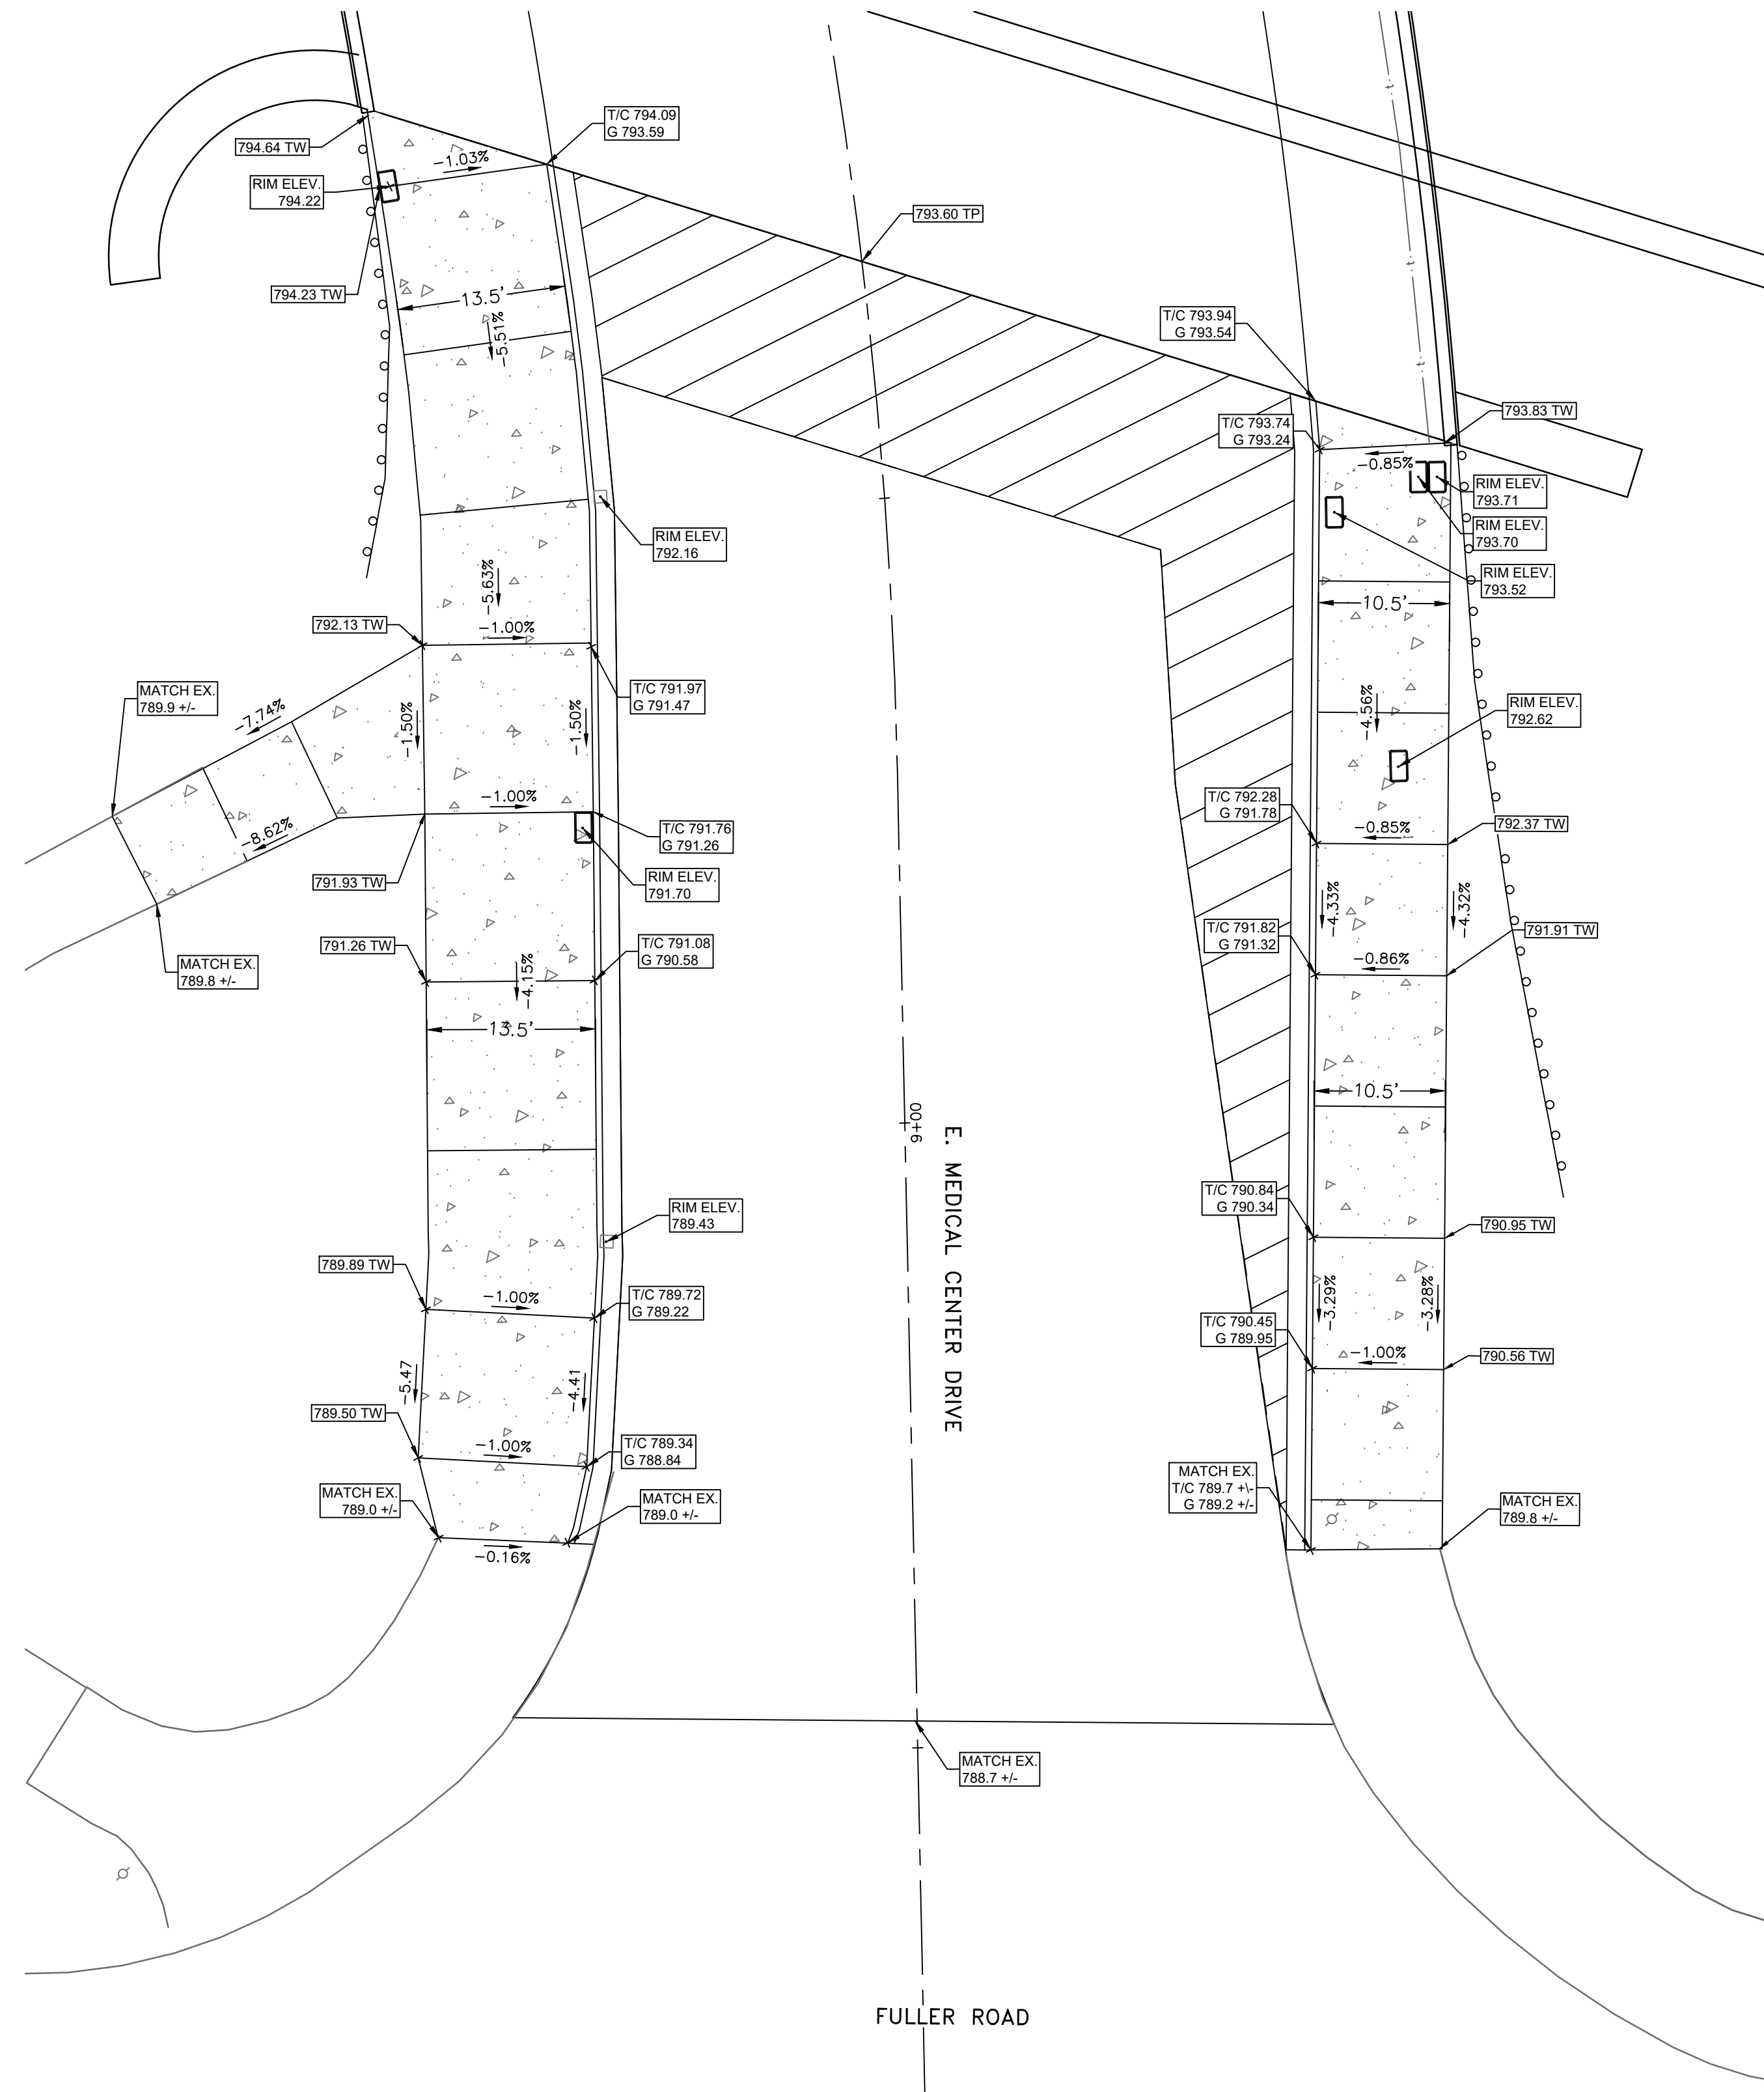 T/C 794.09
G 793.59
794.64 TW
-1.03%
RIM ELEV.
794.22
793.60 TP
794.23 TW
13.5'
-5.51%
T/C 793.94
G 793.54
793.83 TW
T/C 793.74
G 793.24
-0.85%
RIM ELEV.
793.71
RIM ELEV.
793.70
RIM ELEV.
792.16
RIM ELEV.
793.52
-5.63%
10.5'
792.13 TW
-1.00%
MATCH EX.
789.9 +/-
T/C 791.97
G 791.47
-7.74%
-1.50%
-1.50%
-4.56%
RIM ELEV.
792.62
-1.00%
T/C 792.28
G 791.78
-0.85%
792.37 TW
-8.62%
T/C 791.76
G 791.26
791.93 TW
RIM ELEV.
791.70
-4.33%
-4.32%
791.26 TW
T/C 791.08
G 790.58
T/C 791.82
G 791.32
791.91 TW
-0.86%
MATCH EX.
789.8 +/-
-4.15%
13.5'
10.5'
9+00
E. MEDICAL CENTER DRIVE
T/C 790.84
G 790.34
RIM ELEV.
789.43
790.95 TW
789.89 TW
-1.00%
T/C 789.72
G 789.22
-3.29%
-3.28%
T/C 790.45
G 789.95
-1.00%
790.56 TW
-5.47
-4.41
789.50 TW
-1.00%
T/C 789.34
G 788.84
MATCH EX.
T/C 789.7 +\-
G 789.2 +/-
MATCH EX.
789.0 +/-
MATCH EX.
789.0 +/-
MATCH EX.
789.8 +/-
-0.16%
MATCH EX.
788.7 +/-
FULLER ROAD